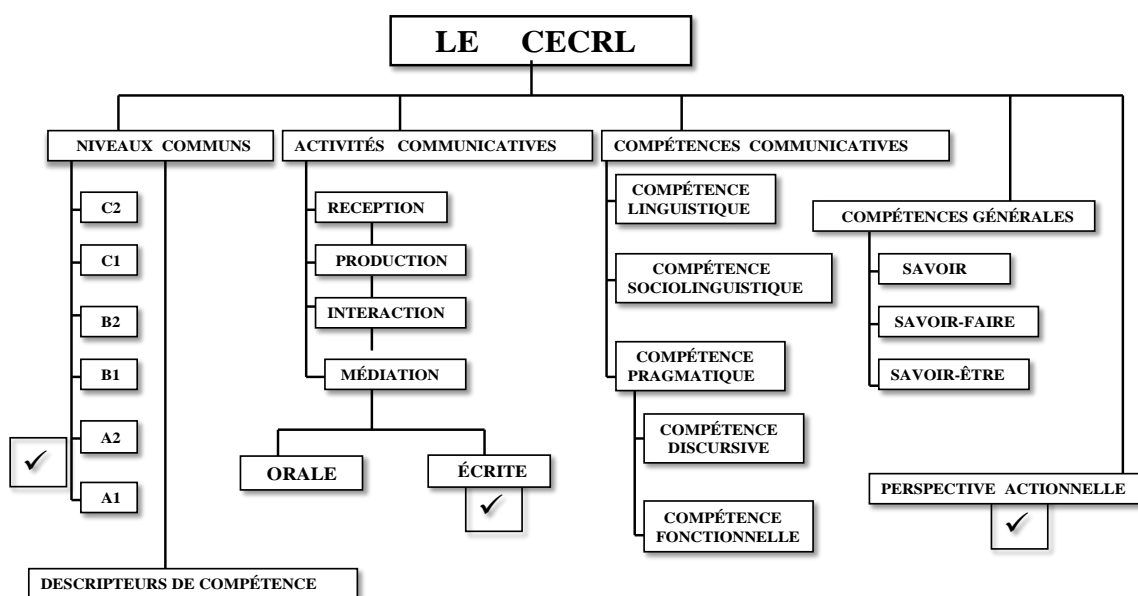 LE CECRL
NIVEAUX COMMUNS
C2
C1
B2
B1
A2
A1
DESCRIPTEURS DE COMPÉTENCE
ACTIVITÉS COMMUNICATIVES
RECEPTION
PRODUCTION
INTERACTION
MÉDIATION
ORALE
ÉCRITE
COMPÉTENCES COMMUNICATIVES
COMPÉTENCE
LINGUISTIQUE
COMPÉTENCE
SOCIOLINGUISTIQUE
COMPÉTENCE
PRAGMATIQUE
COMPÉTENCE
DISCURSIVE
COMPÉTENCE
FONCTIONNELLE
COMPÉTENCES GÉNÉRALES
SAVOIR
SAVOIR-FAIRE
SAVOIR-ÊTRE
PERSPECTIVE ACTIONNELLE